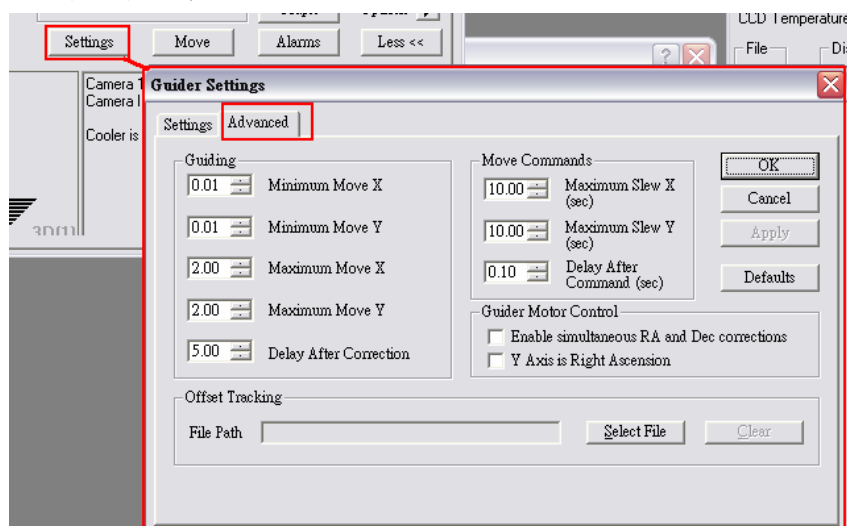 CCD Temperature
Settings Move Alarms Less <<
File
Camera
Camera
Cooler is
3D(1)
Guider Settings
Settings Advanced
Guiding
0.01 Minimum Move X
0.01 Minimum Move Y
2.00 Maximum Move X
2.00 Maximum Move Y
5.00 Delay After Correction
Move Commands
10.00 Maximum Slew X
(sec)
10.00 Maximum Slew Y
(sec)
0.10 Delay After
Command (sec)
OK
Cancel
Apply
Defaults
Guider Motor Control
Enable simultaneous RA and Dec corrections
Y Axis is Right Ascension
Offset Tracking
File Path Select File Clear